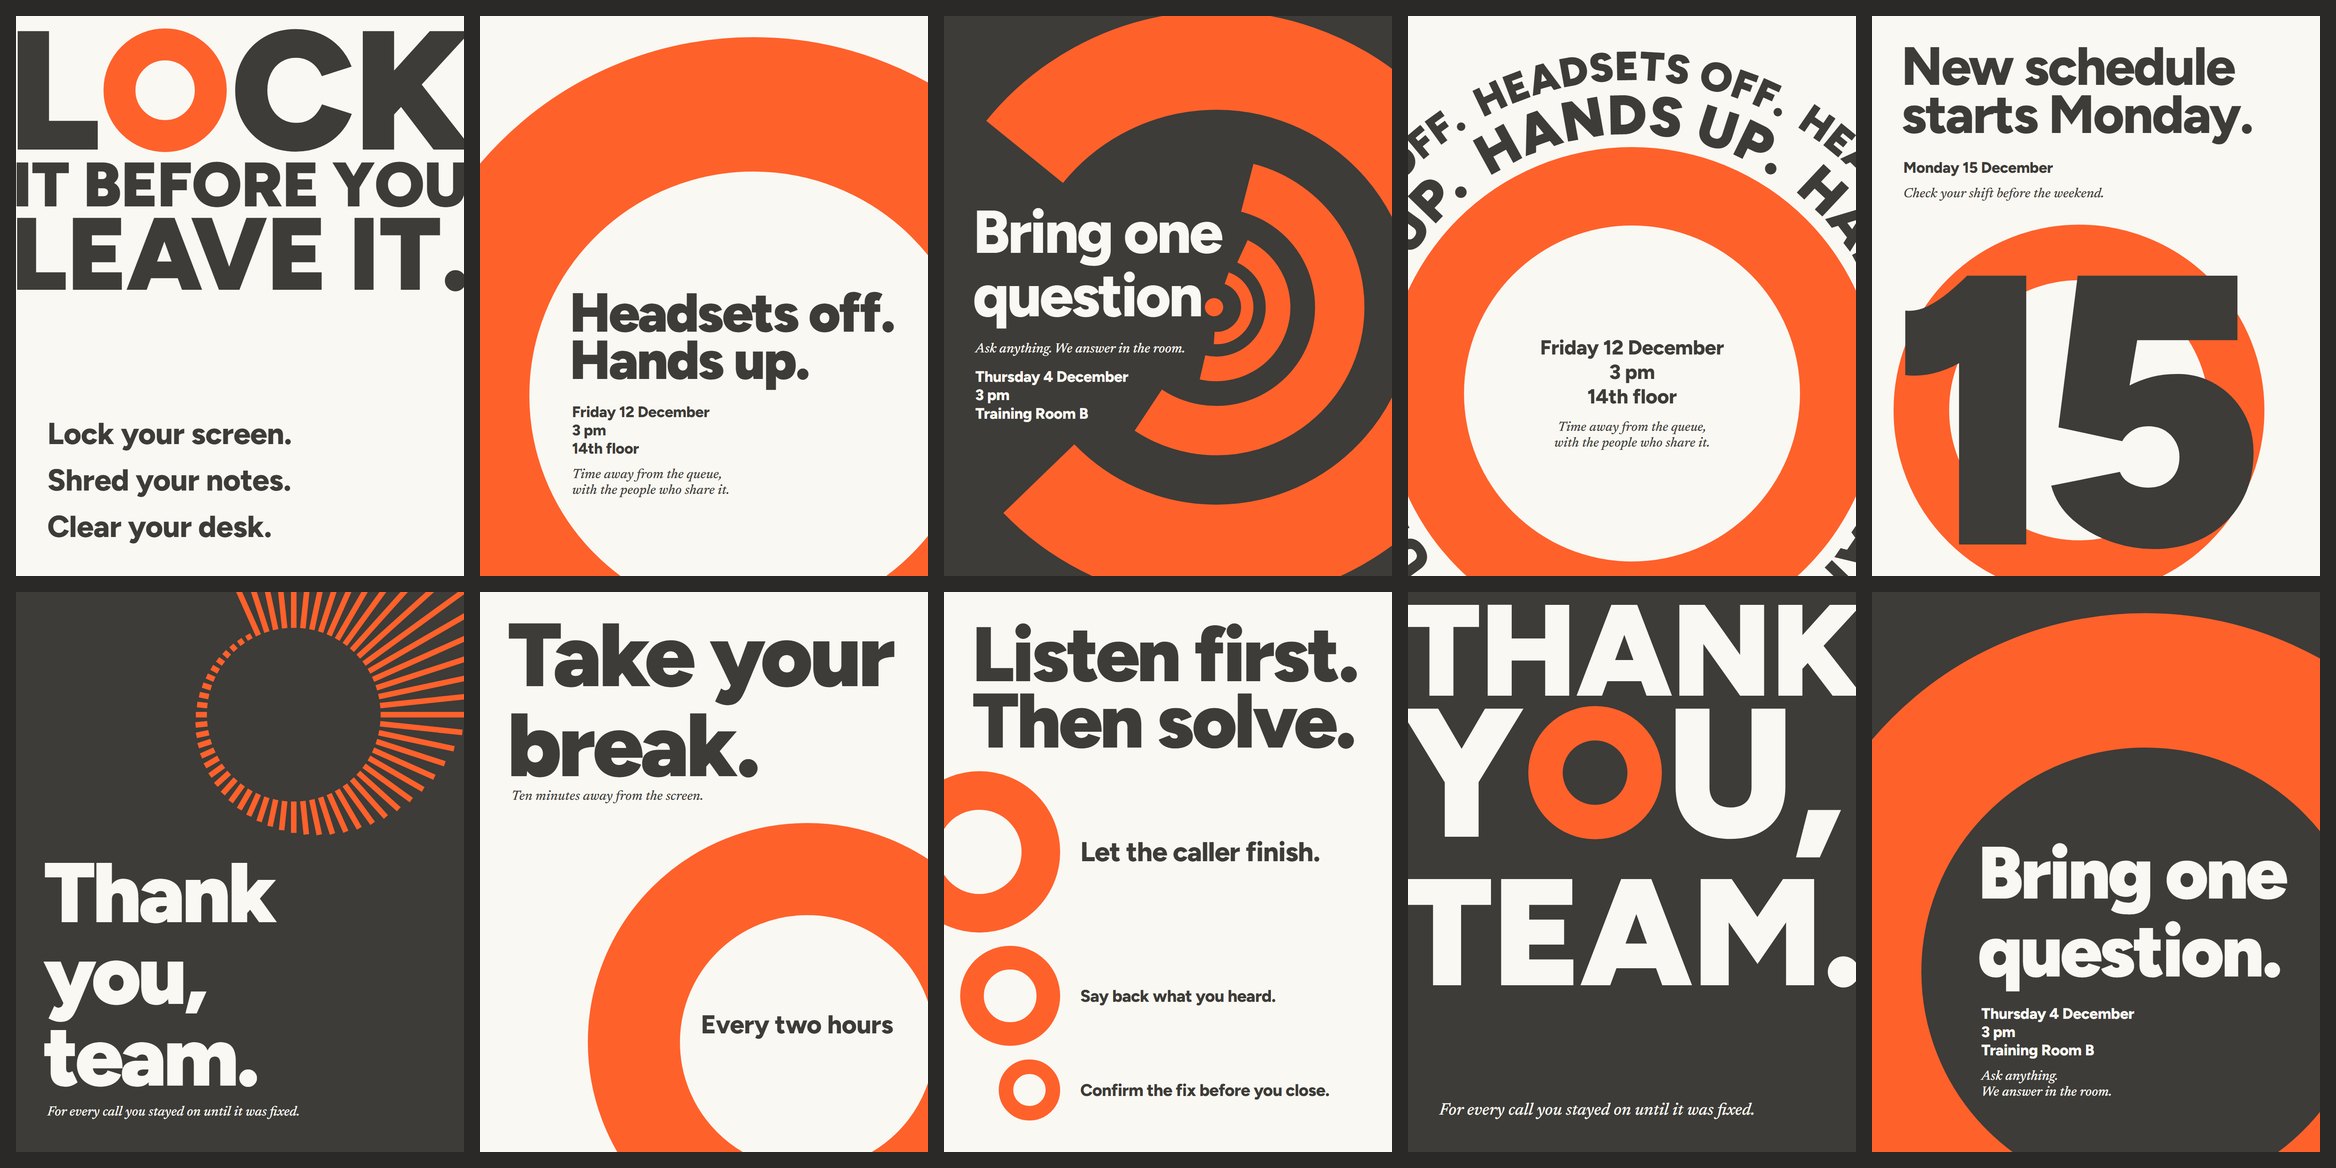 LOCK
IT BEFORE YOU
LEAVE IT.
Lock your screen.
Shred your notes.
Clear your desk.
Headsets off.
Hands up.
Friday 12 December
3 pm
14th floor
Time away from the queue,
with the people who share it.
Bring one
question.
Ask anything. We answer in the room.
Thursday 4 December
3 pm
Training Room B
OFF. HEADSETS OFF. HEA
UP. HANDS UP. HA
Friday 12 December
3 pm
14th floor
Time away from the queue,
with the people who share it.
New schedule
starts Monday.
Monday 15 December
Check your shift before the weekend.
15
Thank
you,
team.
For every call you stayed on until it was fixed.
Take your
break.
Ten minutes away from the screen.
Every two hours
Listen first.
Then solve.
Let the caller finish.
Say back what you heard.
Confirm the fix before you close.
THANK
YOU,
TEAM.
For every call you stayed on until it was fixed.
Bring one
question.
Thursday 4 December
3 pm
Training Room B
Ask anything.
We answer in the room.